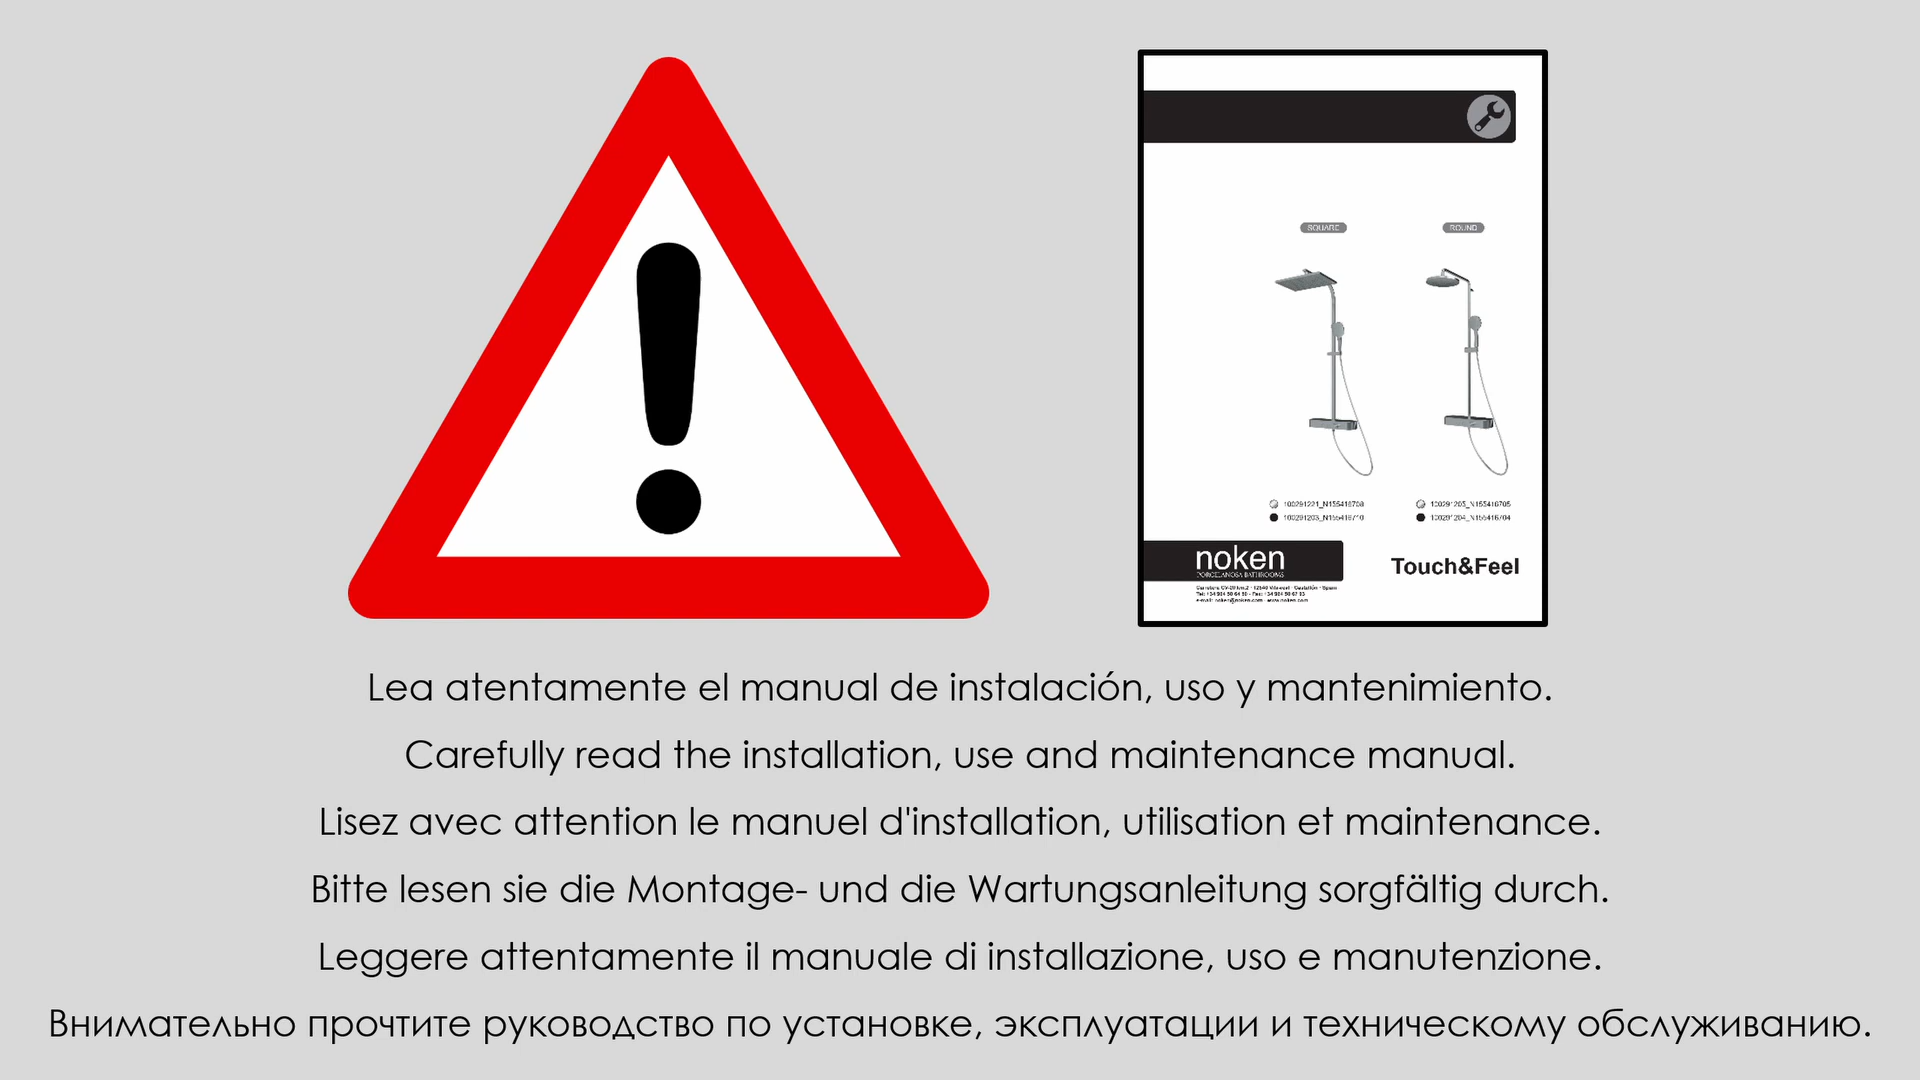 SQUARE
ROUND
noken
PORCELANOSA BATHROOMS
Touch&Feel
Lea atentamente el manual de instalación, uso y mantenimiento.
Carefully read the installation, use and maintenance manual.
Lisez avec attention le manuel d'installation, utilisation et maintenance.
Bitte lesen sie die Montage- und die Wartungsanleitung sorgfältig durch.
Leggere attentamente il manuale di installazione, uso e manutenzione.
Внимательно прочтите руководство по установке, эксплуатации и техническому обслуживанию.